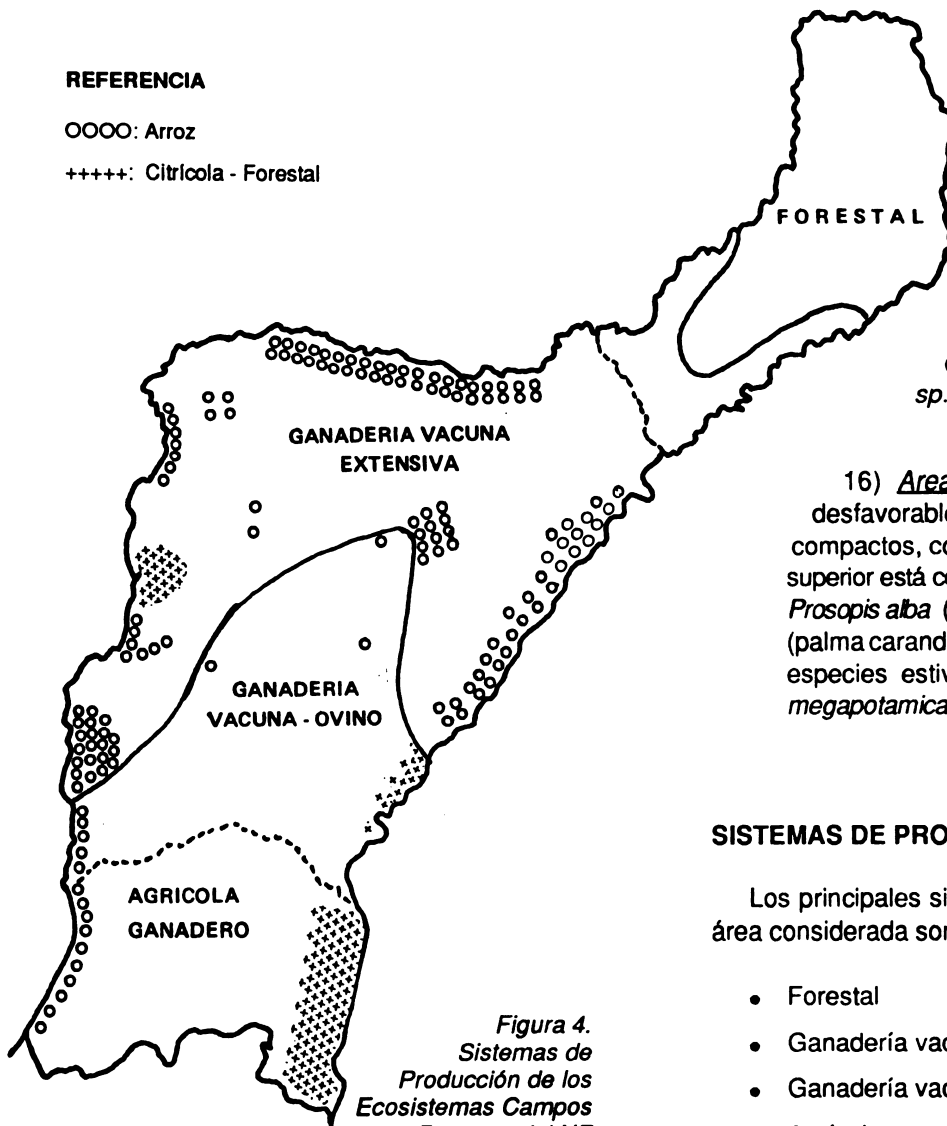 REFERENCIA
OOOO: Arroz
+++++: Citrícola - Forestal
FORESTAL
GANADERIA VACUNA
EXTENSIVA
GANADERIA
VACUNA - OVINO
AGRICOLA
GANADERO
Figura 4.
Sistemas de
Producción de los
Ecosistemas Campos
sp.
16) Area
desfavorable
compactos, co
superior está c
Prosopis alba (
(palma carand
especies estiv
megapotamica
SISTEMAS DE PRO
Los principales si
área considerada son
• Forestal
• Ganadería vac
• Ganadería vac